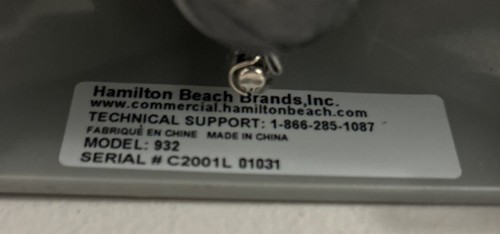 Hamilton Beach Brands,Inc.
www.commercial.hamiltonbeach.com
TECHNICAL SUPPORT: 1-866-285-1087
FABRIQUÉ EN CHINE MADE IN CHINA
MODEL: 932
SERIAL # C2001L 01031